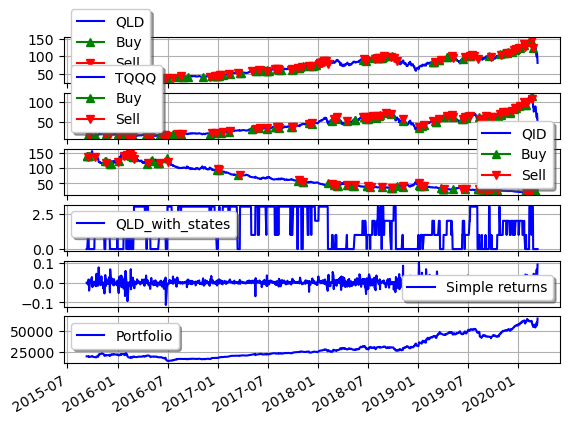 QLD
Buy
Sell
150
100
50
TQQQ
Buy
Sell
100
50
QID
Buy
Sell
150
100
50
QLD_with_states
2.5
0.0
Simple returns
0.1
0.0
−0.1
Portfolio
50000
25000
2015-07 2016-01 2016-07 2017-01 2017-07 2018-01 2018-07 2019-01 2019-07 2020-01